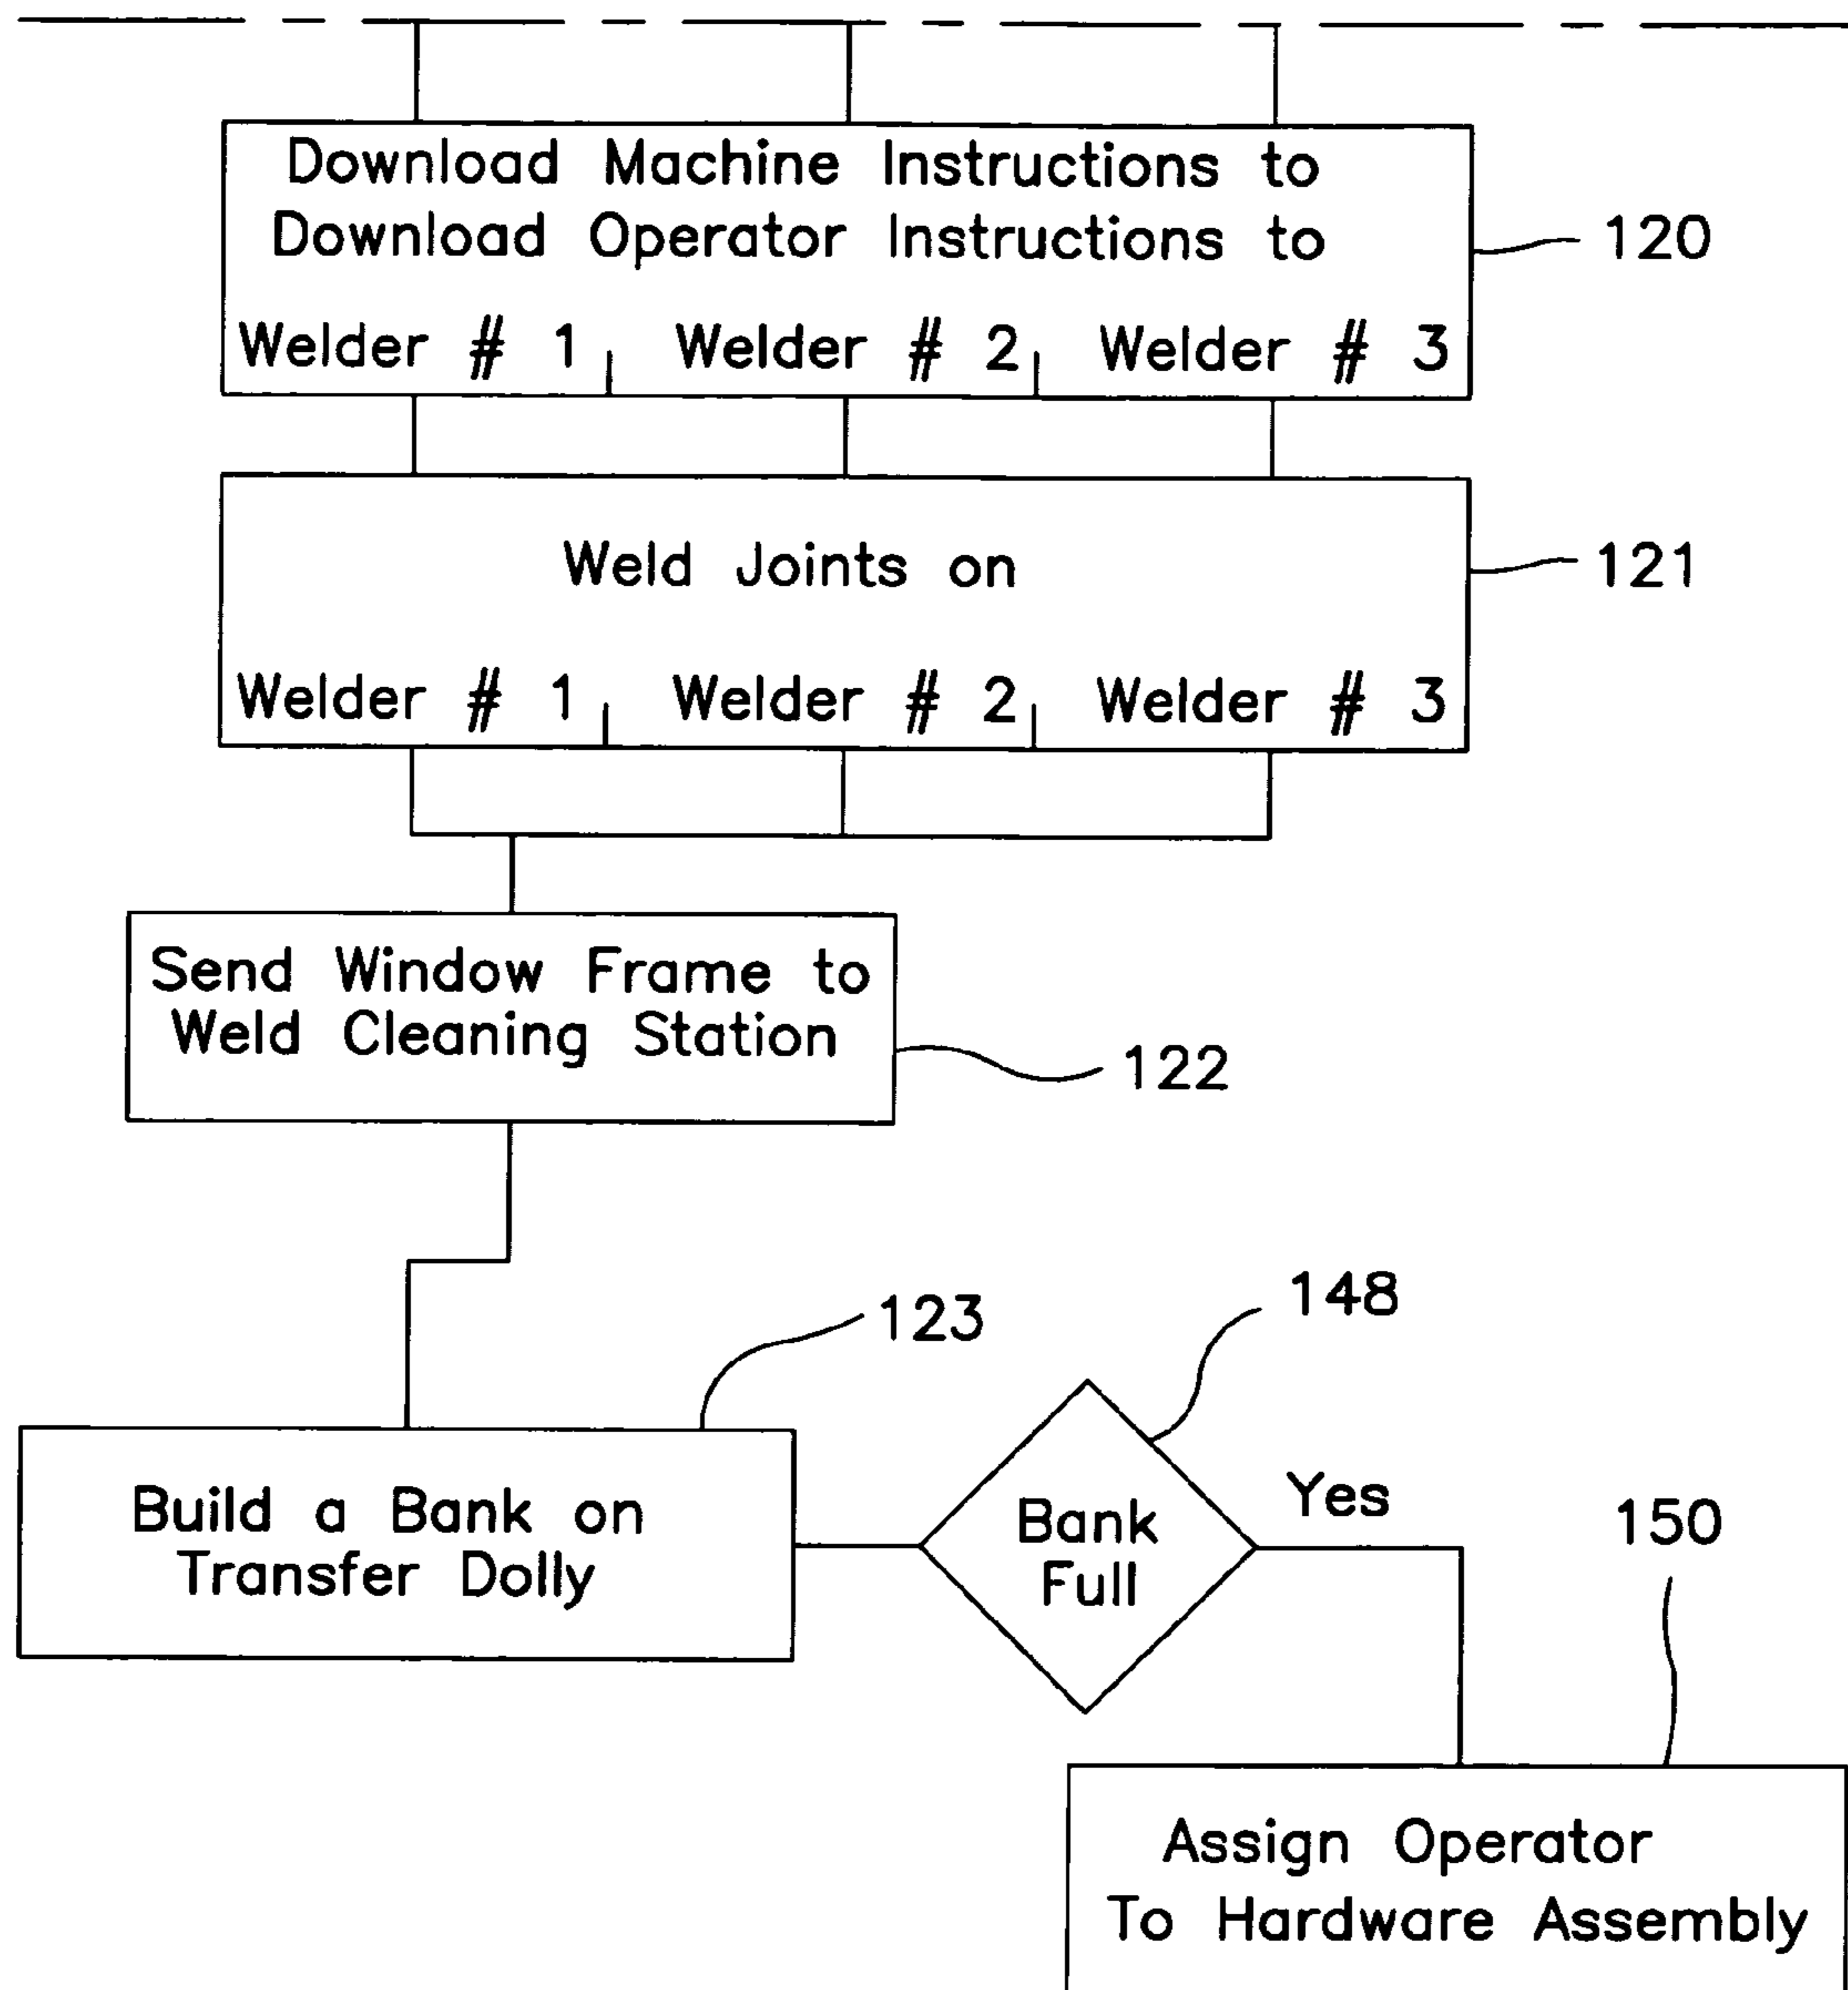 Download Machine Instructions to
Download Operator Instructions to
120
Welder # 1 Welder # 2 Welder # 3
Weld Joints on
121
Welder # 1 Welder # 2 Welder # 3
Send Window Frame to
Weld Cleaning Station
122
123
148
Build a Bank on
Transfer Dolly
Bank
Full
Yes
150
Assign Operator
To Hardware Assembly